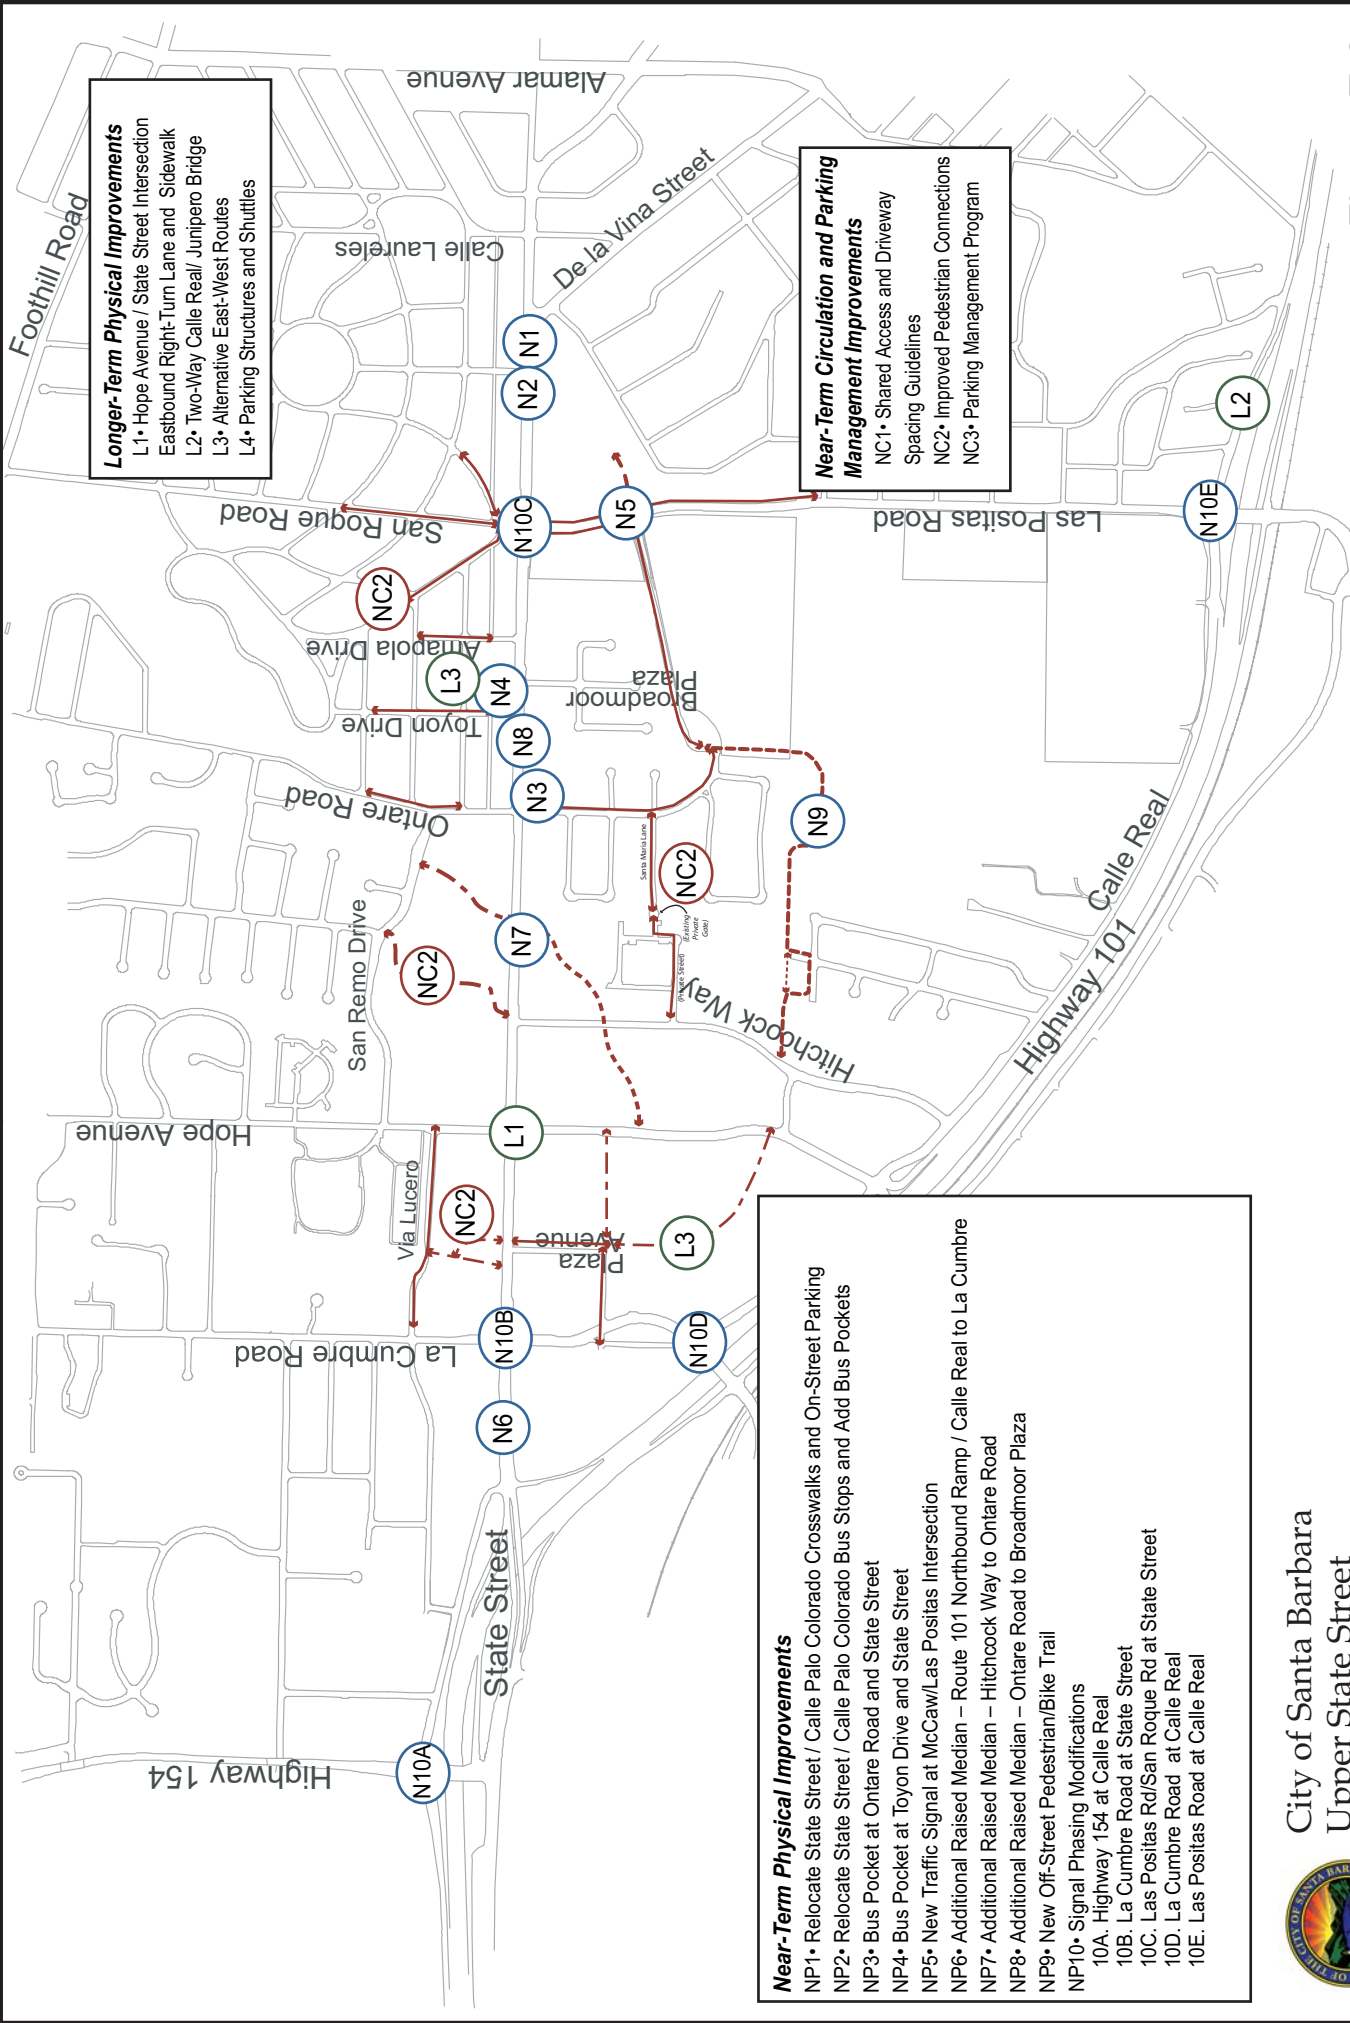 Longer-Term Physical Improvements
L1• Hope Avenue / State Street Intersection
Eastbound Right-Turn Lane and Sidewalk
L2• Two-Way Calle Real/ Junipero Bridge
L3• Alternative East-West Routes
L4• Parking Structures and Shuttles
Near-Term Circulation and Parking
Management Improvements
NC1• Shared Access and Driveway
Spacing Guidelines
NC2• Improved Pedestrian Connections
NC3• Parking Management Program
Near-Term Physical Improvements
NP1• Relocate State Street / Calle Palo Colorado Crosswalks and On-Street Parking
NP2• Relocate State Street / Calle Palo Colorado Bus Stops and Add Bus Pockets
NP3• Bus Pocket at Ontare Road and State Street
NP4• Bus Pocket at Toyon Drive and State Street
NP5• New Traffic Signal at McCaw/Las Positas Intersection
NP6• Additional Raised Median – Route 101 Northbound Ramp / Calle Real to La Cumbre
NP7• Additional Raised Median – Hitchcock Way to Ontare Road
NP8• Additional Raised Median – Ontare Road to Broadmoor Plaza
NP9• New Off-Street Pedestrian/Bike Trail
NP10• Signal Phasing Modifications
10A. Highway 154 at Calle Real
10B. La Cumbre Road at State Street
10C. Las Positas Rd/San Roque Rd at State Street
10D. La Cumbre Road at Calle Real
10E. Las Positas Road at Calle Real
Foothill Road
Alamar Avenue
Calle Laureles
De la Vina Street
San Roque Road
Las Positas Road
Amapola Drive
Toyon Drive
Broadmoor
Plaza
Ontare Road
Santa Maria Lane
(Existing
Private
Gate)
(Private Street)
San Remo Drive
Hitchcock Way
Calle Real
Highway 101
Hope Avenue
Via Lucero
Plaza
Avenue
La Cumbre Road
State Street
Highway 154
N1
N2
N10C
N5
L2
N10E
NC2
L3
N4
N8
N3
N9
NC2
N7
NC2
L1
NC2
L3
N10B
N10D
N6
N10A
City of Santa Barbara
Upper State Street